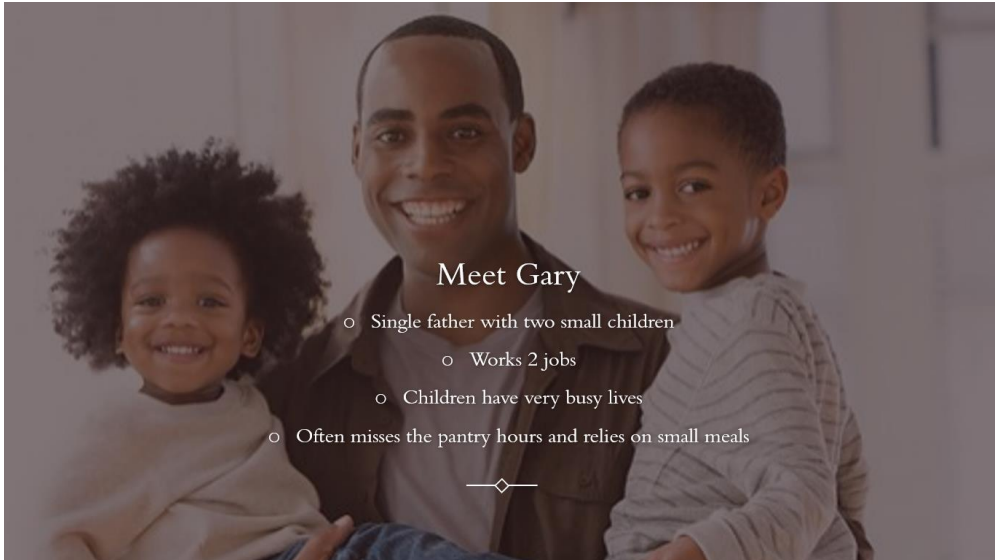 Meet Gary
○ Single father with two small children
○ Works 2 jobs
○ Children have very busy lives
○ Often misses the pantry hours and relies on small meals